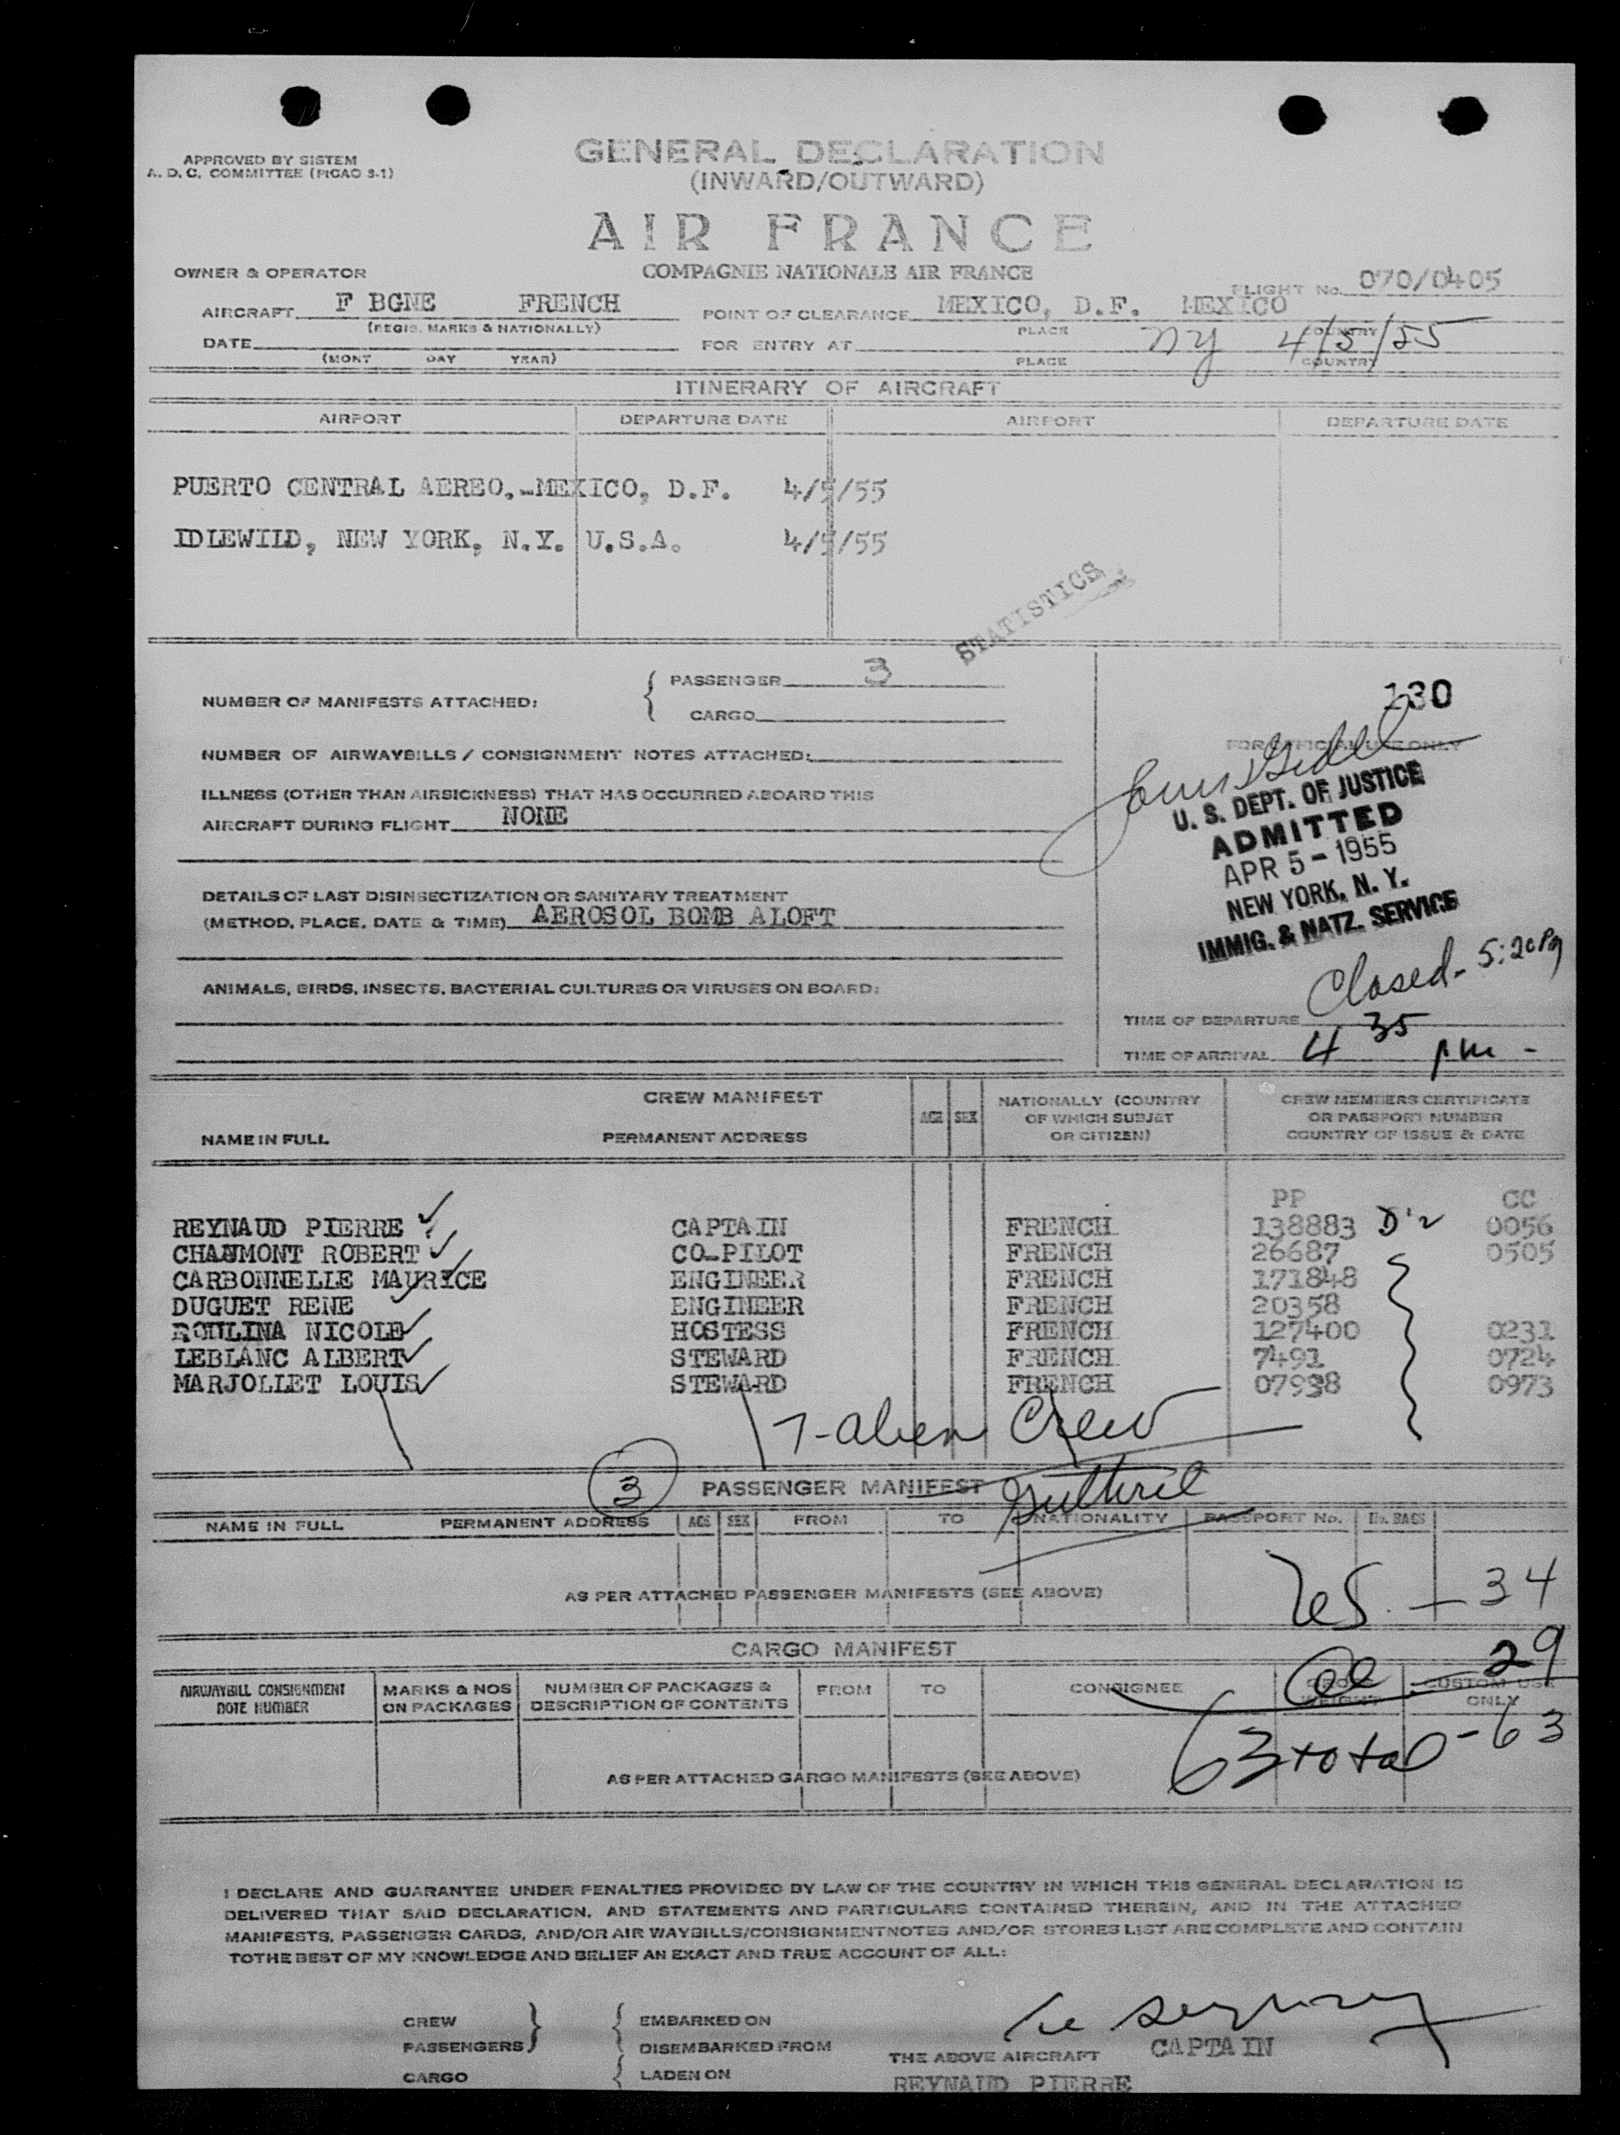 APPROVED BY SISTEM
A. D. C. COMMITTEE (PICAO 3-1)
GENERAL DECLARATION
(INWARD/OUTWARD)
AIR FRANCE
COMPAGNIE NATIONALE AIR FRANCE
OWNER & OPERATOR
FLIGHT No. 070/0405
AIRCRAFT F BGNE FRENCH
POINT OF CLEARANCE MEXICO, D.F. MEXICO
(REGIS. MARKS & NATIONALLY)
PLACE COUNTRY
DATE
FOR ENTRY AT NY 4/5/55
(MONT DAY YEAR)
PLACE COUNTRY
ITINERARY OF AIRCRAFT
AIRPORT DEPARTURE DATE AIRPORT DEPARTURE DATE
PUERTO CENTRAL AEREO.-MEXICO, D.F. 4/5/55
IDLEWILD, NEW YORK, N.Y. U.S.A. 4/5/55
STATISTICS
NUMBER OF MANIFESTS ATTACHED:
PASSENGER 3
CARGO
130
FOR OFFICIAL USE ONLY
NUMBER OF AIRWAYBILLS / CONSIGNMENT NOTES ATTACHED:
ILLNESS (OTHER THAN AIRSICKNESS) THAT HAS OCCURRED ABOARD THIS
AIRCRAFT DURING FLIGHT NONE
U. S. DEPT. OF JUSTICE
ADMITTED
APR 5 - 1955
NEW YORK, N. Y.
IMMIG. & NATZ. SERVICE
DETAILS OF LAST DISINSECTIZATION OR SANITARY TREATMENT
(METHOD, PLACE, DATE & TIME) AEROSOL BOMB ALOFT
ANIMALS, BIRDS, INSECTS, BACTERIAL CULTURES OR VIRUSES ON BOARD:
Closed - 5:20 PM
TIME OF DEPARTURE
TIME OF ARRIVAL 4 35 pm -
CREW MANIFEST
NAME IN FULL PERMANENT ADDRESS
AGE SEX
NATIONALLY (COUNTRY
OF WHICH SUBJET
OR CITIZEN)
CREW MEMBERS CERTIFICATE
OR PASSPORT NUMBER
COUNTRY OF ISSUE & DATE
PP CC
REYNAUD PIERRE CAPTAIN FRENCH 138883 0056
CHAUMONT ROBERT CO-PILOT FRENCH 26687 0505
CARBONNELLE MAURICE ENGINEER FRENCH 171848
DUGUET RENE ENGINEER FRENCH 20358
ROULINA NICOLE HOSTESS FRENCH 127400 0231
LEBLANC ALBERT STEWARD FRENCH 7491 0724
MARJOLLET LOUIS STEWARD FRENCH 07938 0973
7-alien Crew
3 PASSENGER MANIFEST
Guthrie
NAME IN FULL PERMANENT ADDRESS AGE SEX FROM TO NATIONALITY PASSPORT No. No. BAGS
AS PER ATTACHED PASSENGER MANIFESTS (SEE ABOVE)
US - 34
CARGO MANIFEST
29
AIRWAYBILL CONSIGNMENT
NOTE NUMBER
MARKS & NOS
ON PACKAGES
NUMBER OF PACKAGES &
DESCRIPTION OF CONTENTS
FROM TO CONSIGNEE
GROSS
WEIGHT
CUSTOM USE
ONLY
63 total - 63
AS PER ATTACHED GARGO MANIFESTS (SEE ABOVE)
I DECLARE AND GUARANTEE UNDER PENALTIES PROVIDED BY LAW OF THE COUNTRY IN WHICH THIS GENERAL DECLARATION IS
DELIVERED THAT SAID DECLARATION, AND STATEMENTS AND PARTICULARS CONTAINED THEREIN, AND IN THE ATTACHED
MANIFESTS, PASSENGER CARDS, AND/OR AIR WAYBILLS/CONSIGNMENTNOTES AND/OR STORES LIST ARE COMPLETE AND CONTAIN
TOTHE BEST OF MY KNOWLEDGE AND BELIEF AN EXACT AND TRUE ACCOUNT OF ALL:
CREW
PASSENGERS
CARGO
EMBARKED ON
DISEMBARKED FROM
LADEN ON
THE ABOVE AIRCRAFT
CAPTAIN
REYNAUD PIERRE